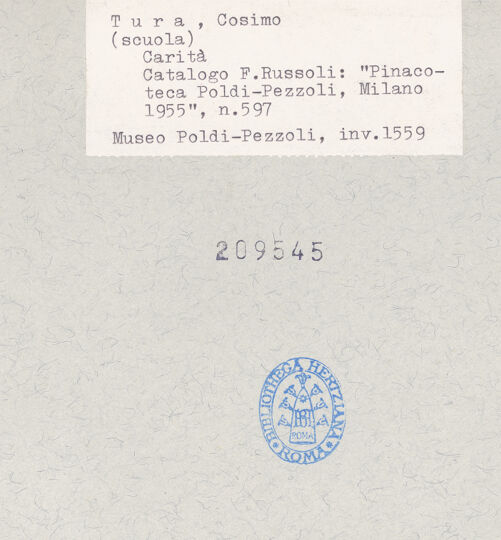 T u r a , Cosimo
(scuola)
Carità
Catalogo F.Russoli: "Pinaco-
teca Poldi-Pezzoli, Milano
1955", n.597
Museo Poldi-Pezzoli, inv.1559
209545
BIBLIOTHECA HERTZIANA
ROMA
ROMA